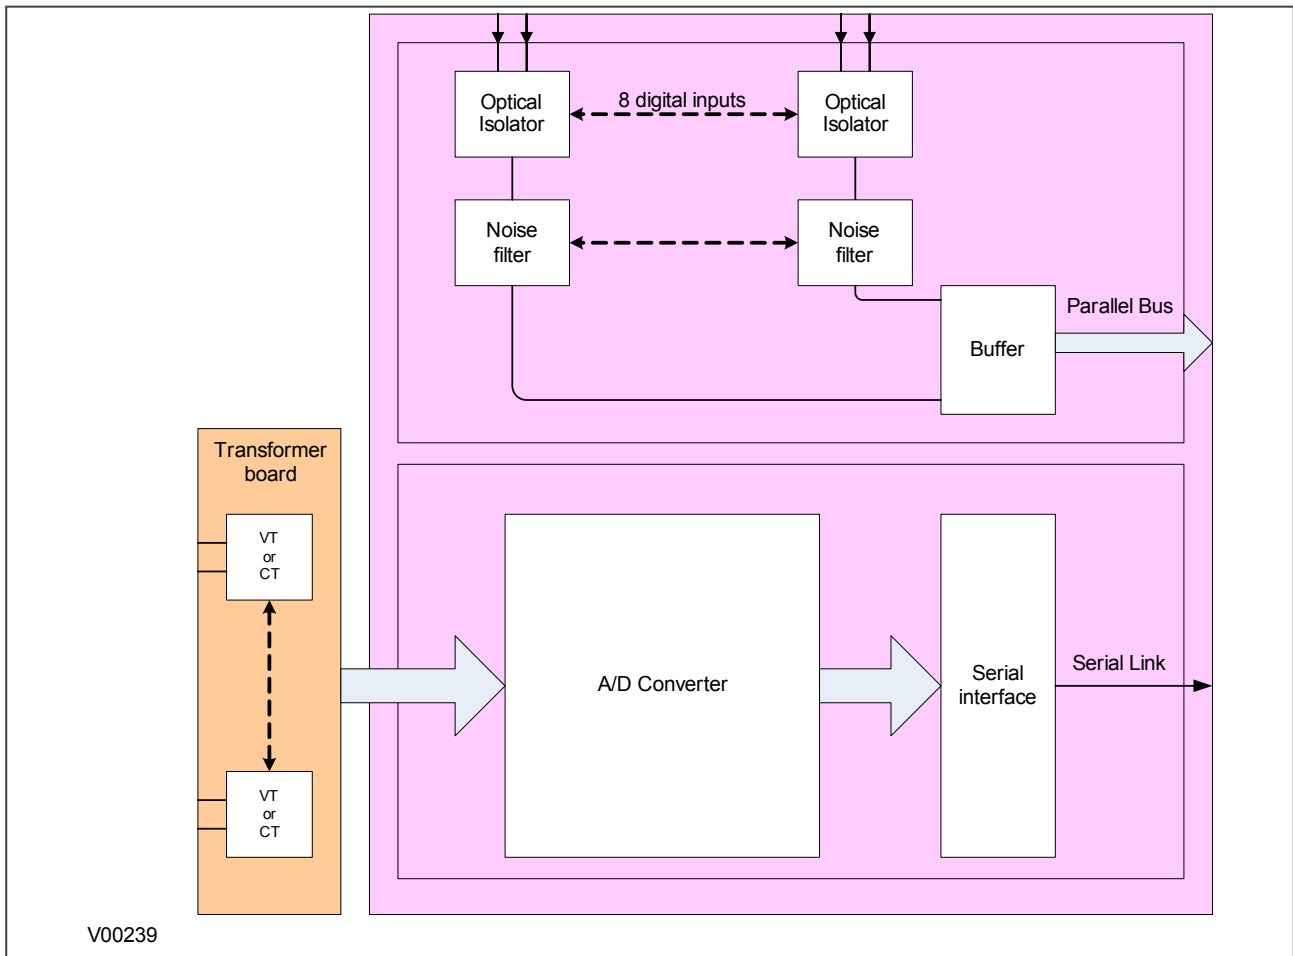 Optical
Isolator
8 digital inputs
Optical
Isolator
Noise
filter
Noise
filter
Parallel Bus
Buffer
Transformer
board
VT
or
CT
A/D Converter
Serial
interface
Serial Link
VT
or
CT
V00239